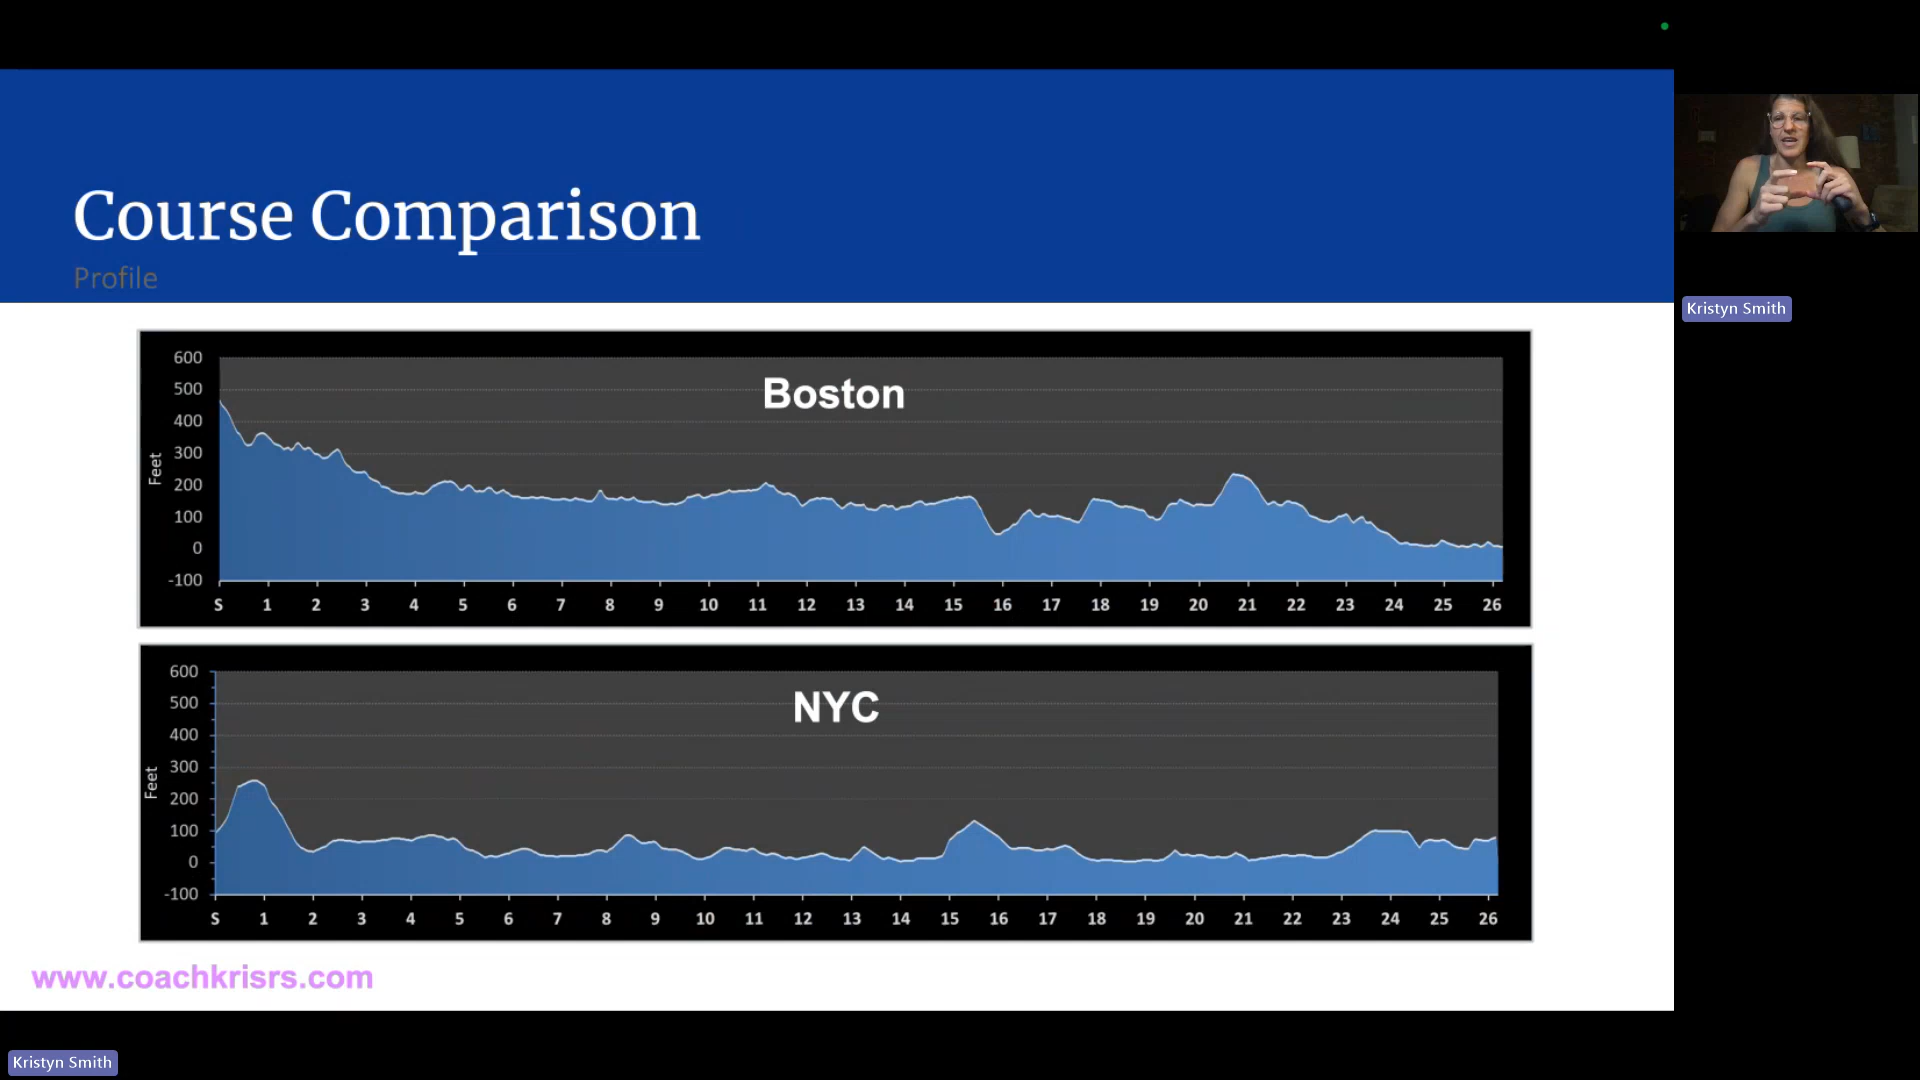 Course Comparison
Profile
Kristyn Smith
Boston
Feet
600
500
400
300
200
100
0
-100
S 1 2 3 4 5 6 7 8 9 10 11 12 13 14 15 16 17 18 19 20 21 22 23 24 25 26
NYC
Feet
600
500
400
300
200
100
0
-100
S 1 2 3 4 5 6 7 8 9 10 11 12 13 14 15 16 17 18 19 20 21 22 23 24 25 26
www.coachkrisrs.com
Kristyn Smith